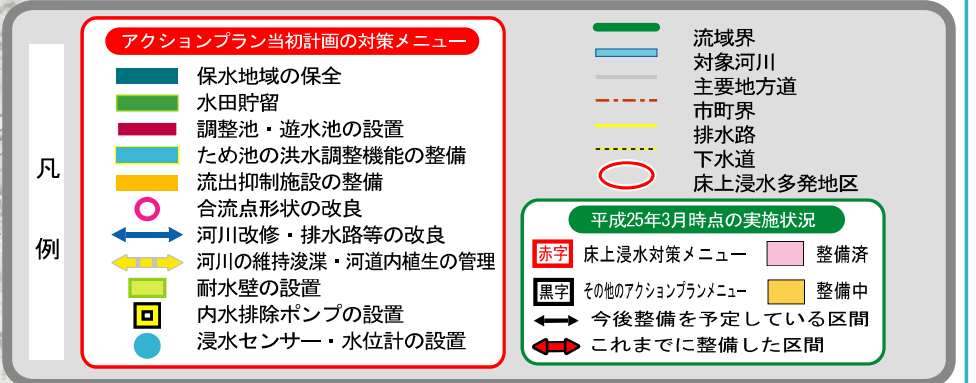 凡例
アクションプラン当初計画の対策メニュー
保水地域の保全
水田貯留
調整池・遊水池の設置
ため池の洪水調整機能の整備
流出抑制施設の整備
合流点形状の改良
河川改修・排水路等の改良
河川の維持浚渫・河道内植生の管理
耐水壁の設置
内水排除ポンプの設置
浸水センサー・水位計の設置
流域界
対象河川
主要地方道
市町界
排水路
下水道
床上浸水多発地区
平成25年3月時点の実施状況
赤字 床上浸水対策メニュー 整備済
黒字 その他のアクションプランメニュー 整備中
今後整備を予定している区間
これまでに整備した区間